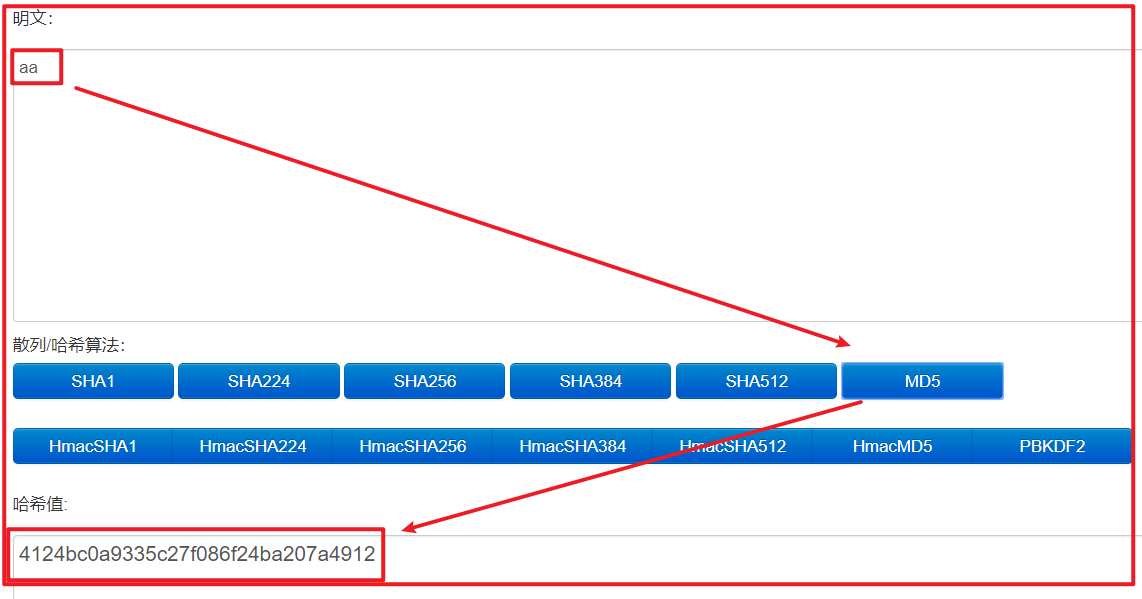 明文：
aa
散列/哈希算法：
SHA1 SHA224 SHA256 SHA384 SHA512 MD5
HmacSHA1 HmacSHA224 HmacSHA256 HmacSHA384 HmacSHA512 HmacMD5 PBKDF2
哈希值:
4124bc0a9335c27f086f24ba207a4912